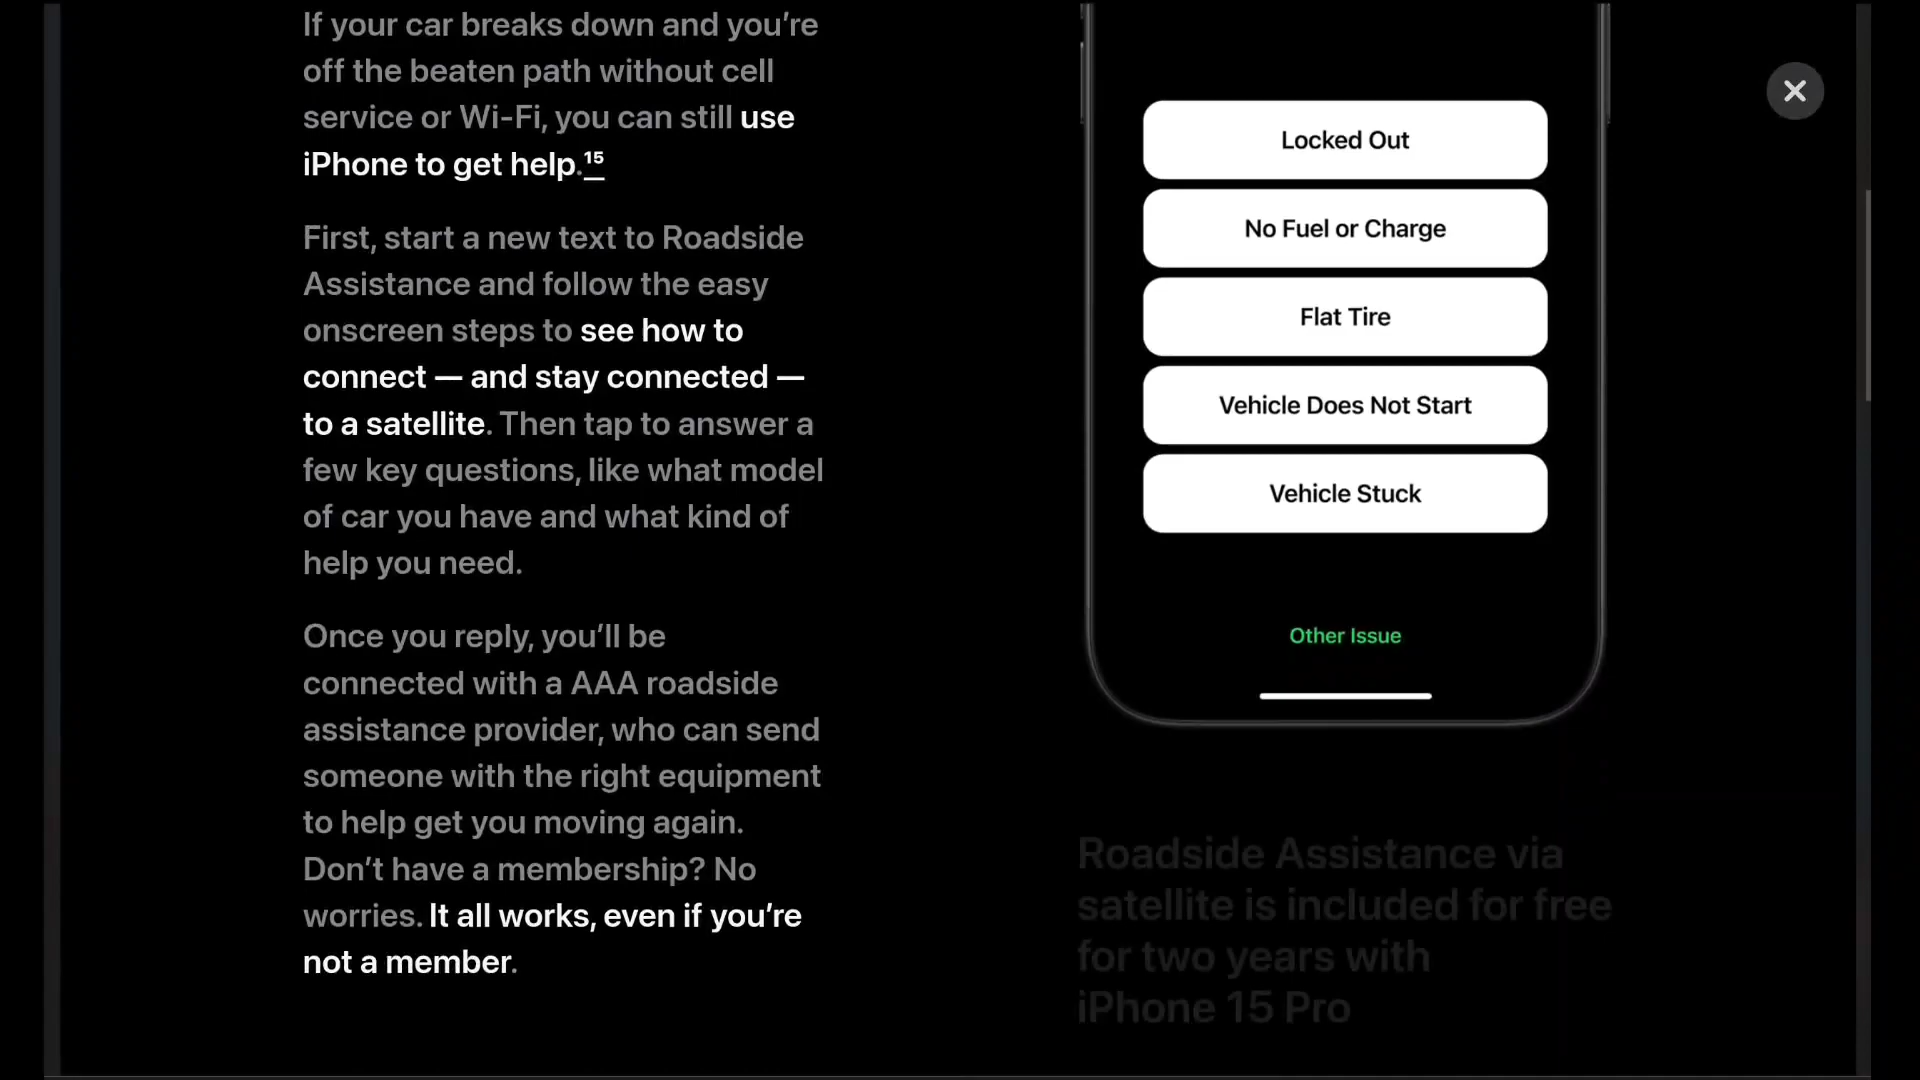 If your car breaks down and you’re
off the beaten path without cell
service or Wi-Fi, you can still use
iPhone to get help.15
First, start a new text to Roadside
Assistance and follow the easy
onscreen steps to see how to
connect — and stay connected —
to a satellite. Then tap to answer a
few key questions, like what model
of car you have and what kind of
help you need.
Once you reply, you’ll be
connected with a AAA roadside
assistance provider, who can send
someone with the right equipment
to help get you moving again.
Don’t have a membership? No
worries. It all works, even if you’re
not a member.
Locked Out
No Fuel or Charge
Flat Tire
Vehicle Does Not Start
Vehicle Stuck
Other Issue
Roadside Assistance via
satellite is included for free
for two years with
iPhone 15 Pro